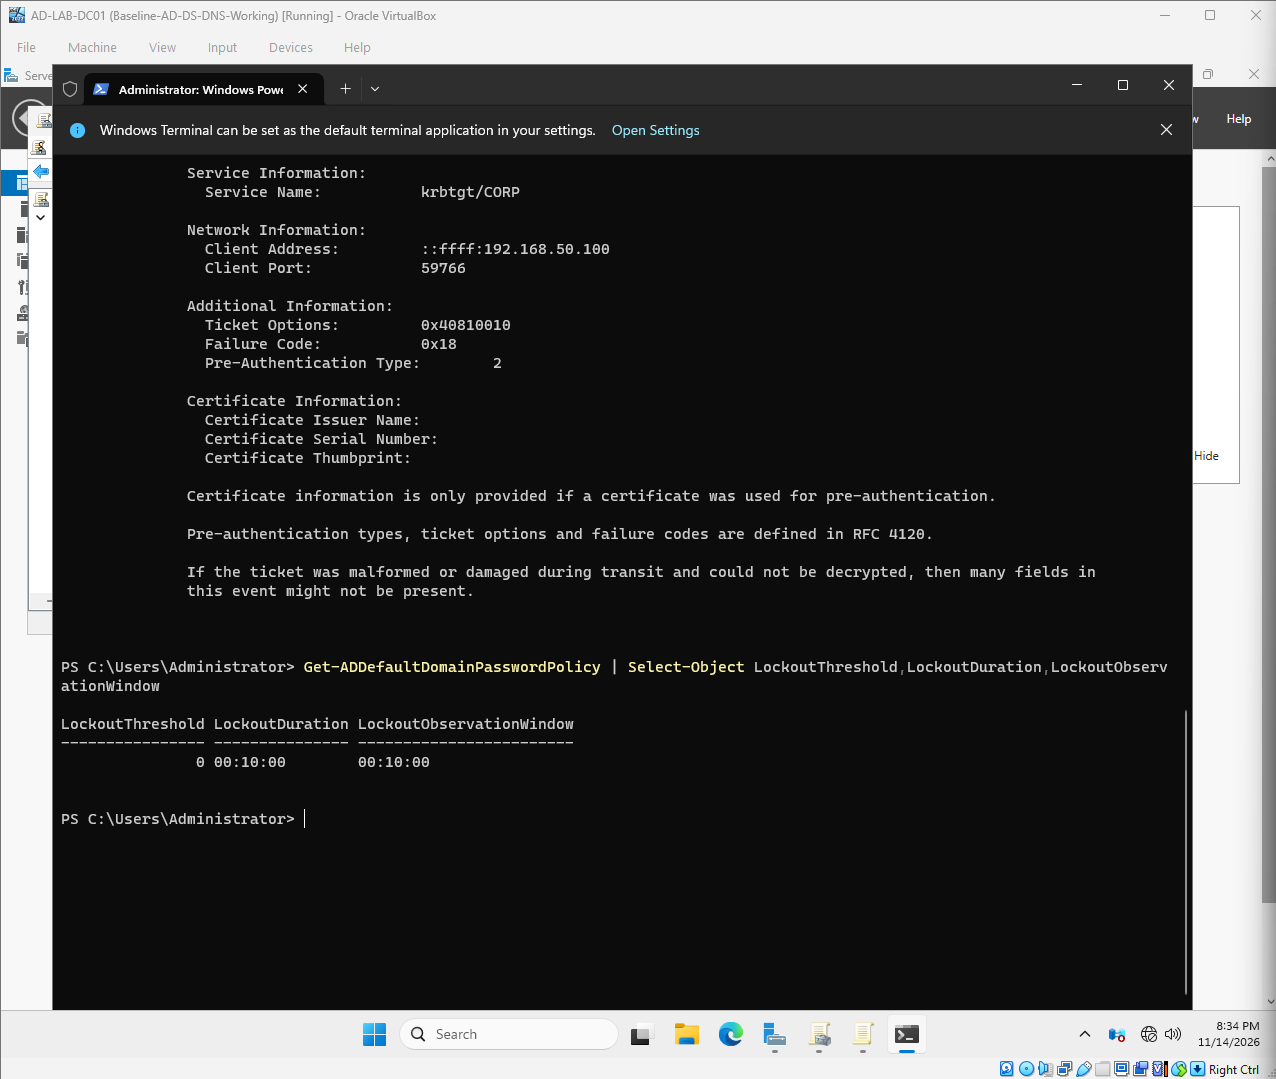 AD-LAB-DC01 (Baseline-AD-DS-DNS-Working) [Running] - Oracle VirtualBox
File Machine View Input Devices Help
Serve
Administrator: Windows Powe
Windows Terminal can be set as the default terminal application in your settings. Open Settings
w Help
Service Information:
Service Name: krbtgt/CORP
Network Information:
Client Address: ::ffff:192.168.50.100
Client Port: 59766
Additional Information:
Ticket Options: 0x40810010
Failure Code: 0x18
Pre-Authentication Type: 2
Certificate Information:
Certificate Issuer Name:
Certificate Serial Number:
Certificate Thumbprint:
Hide
Certificate information is only provided if a certificate was used for pre-authentication.
Pre-authentication types, ticket options and failure codes are defined in RFC 4120.
If the ticket was malformed or damaged during transit and could not be decrypted, then many fields in
this event might not be present.
PS C:\Users\Administrator> Get-ADDefaultDomainPasswordPolicy | Select-Object LockoutThreshold,LockoutDuration,LockoutObserv
ationWindow
LockoutThreshold LockoutDuration LockoutObservationWindow
---------------- --------------- ------------------------
0 00:10:00 00:10:00
PS C:\Users\Administrator>
Search
8:34 PM
11/14/2026
Right Ctrl